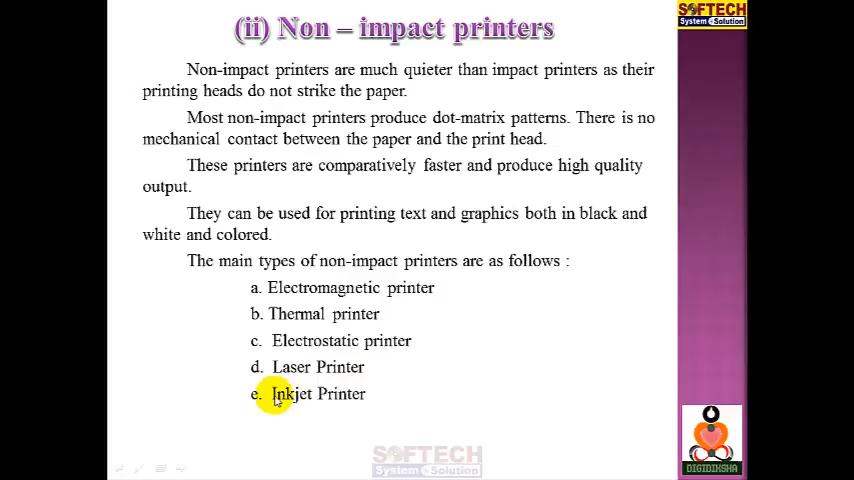 SOFTECH
System e Solution
(ii) Non – impact printers
Non-impact printers are much quieter than impact printers as their
printing heads do not strike the paper.
Most non-impact printers produce dot-matrix patterns. There is no
mechanical contact between the paper and the print head.
These printers are comparatively faster and produce high quality
output.
They can be used for printing text and graphics both in black and
white and colored.
The main types of non-impact printers are as follows :
a. Electromagnetic printer
b. Thermal printer
c. Electrostatic printer
d. Laser Printer
e. Inkjet Printer
SOFTECH
System e Solution
DIGIDIKSHA